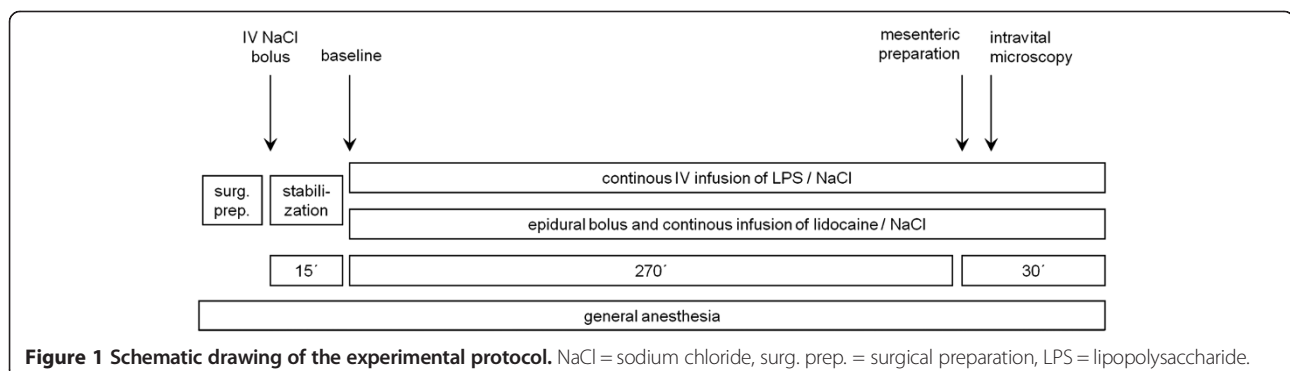 IV NaCl
bolus
baseline
mesenteric
preparation
intravital
microscopy
surg.
prep.
stabili-
zation
continous IV infusion of LPS / NaCl
epidural bolus and continous infusion of lidocaine / NaCl
15´
270´
30´
general anesthesia
Figure 1 Schematic drawing of the experimental protocol. NaCl = sodium chloride, surg. prep. = surgical preparation, LPS = lipopolysaccharide.